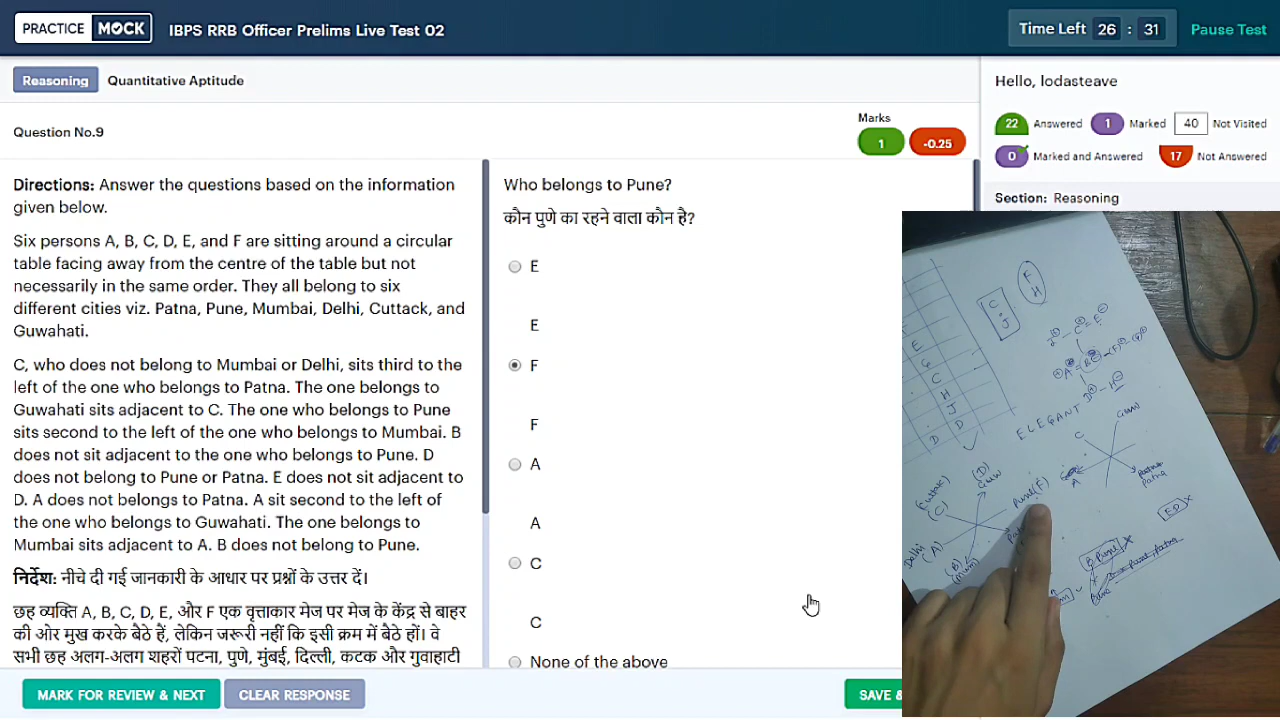 PRACTICE MOCK
IBPS RRB Officer Prelims Live Test 02
Time Left 26 : 31
Pause Test
Reasoning
Quantitative Aptitude
Hello, lodasteave
Question No.9
Marks
1
-0.25
22 Answered
1 Marked
40 Not Visited
0 Marked and Answered
17 Not Answered
Section: Reasoning
Directions: Answer the questions based on the information
given below.
Six persons A, B, C, D, E, and F are sitting around a circular
table facing away from the centre of the table but not
necessarily in the same order. They all belong to six
different cities viz. Patna, Pune, Mumbai, Delhi, Cuttack, and
Guwahati.
C, who does not belong to Mumbai or Delhi, sits third to the
left of the one who belongs to Patna. The one belongs to
Guwahati sits adjacent to C. The one who belongs to Pune
sits second to the left of the one who belongs to Mumbai. B
does not sit adjacent to the one who belongs to Pune. D
does not belong to Pune or Patna. E does not sit adjacent to
D. A does not belongs to Patna. A sit second to the left of
the one who belongs to Guwahati. The one belongs to
Mumbai sits adjacent to A. B does not belong to Pune.
निर्देश: नीचे दी गई जानकारी के आधार पर प्रश्नों के उत्तर दें।
छह व्यक्ति A, B, C, D, E, और F एक वृत्ताकार मेज पर मेज के केंद्र से बाहर
की ओर मुख करके बैठे हैं, लेकिन जरूरी नहीं कि इसी क्रम में बैठे हों। वे
सभी छह अलग-अलग शहरों पटना, पुणे, मुंबई, दिल्ली, कटक और गुवाहाटी
Who belongs to Pune?
कौन पुणे का रहने वाला कौन है?
E
E
F
F
A
A
C
C
None of the above
MARK FOR REVIEW & NEXT
CLEAR RESPONSE
SAVE &
F
H
C
J
E
G
C
H
J
D
D
ELEGANT
Guw
C
A
Patna
(D)
Guw
Pune(F)
(C)
Delhi
(A)
(B)
(Mum)
ED